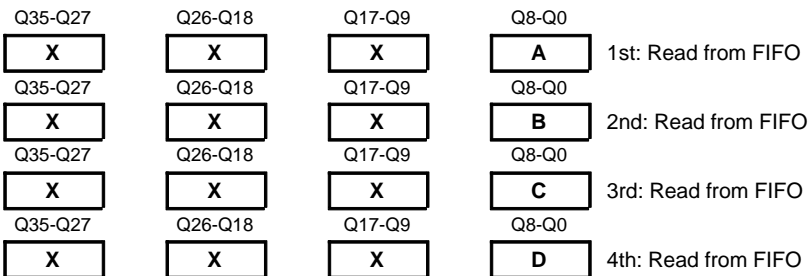 Q35-Q27 Q26-Q18 Q17-Q9 Q8-Q0
X X X A 1st: Read from FIFO
Q35-Q27 Q26-Q18 Q17-Q9 Q8-Q0
X X X B 2nd: Read from FIFO
Q35-Q27 Q26-Q18 Q17-Q9 Q8-Q0
X X X C 3rd: Read from FIFO
Q35-Q27 Q26-Q18 Q17-Q9 Q8-Q0
X X X D 4th: Read from FIFO